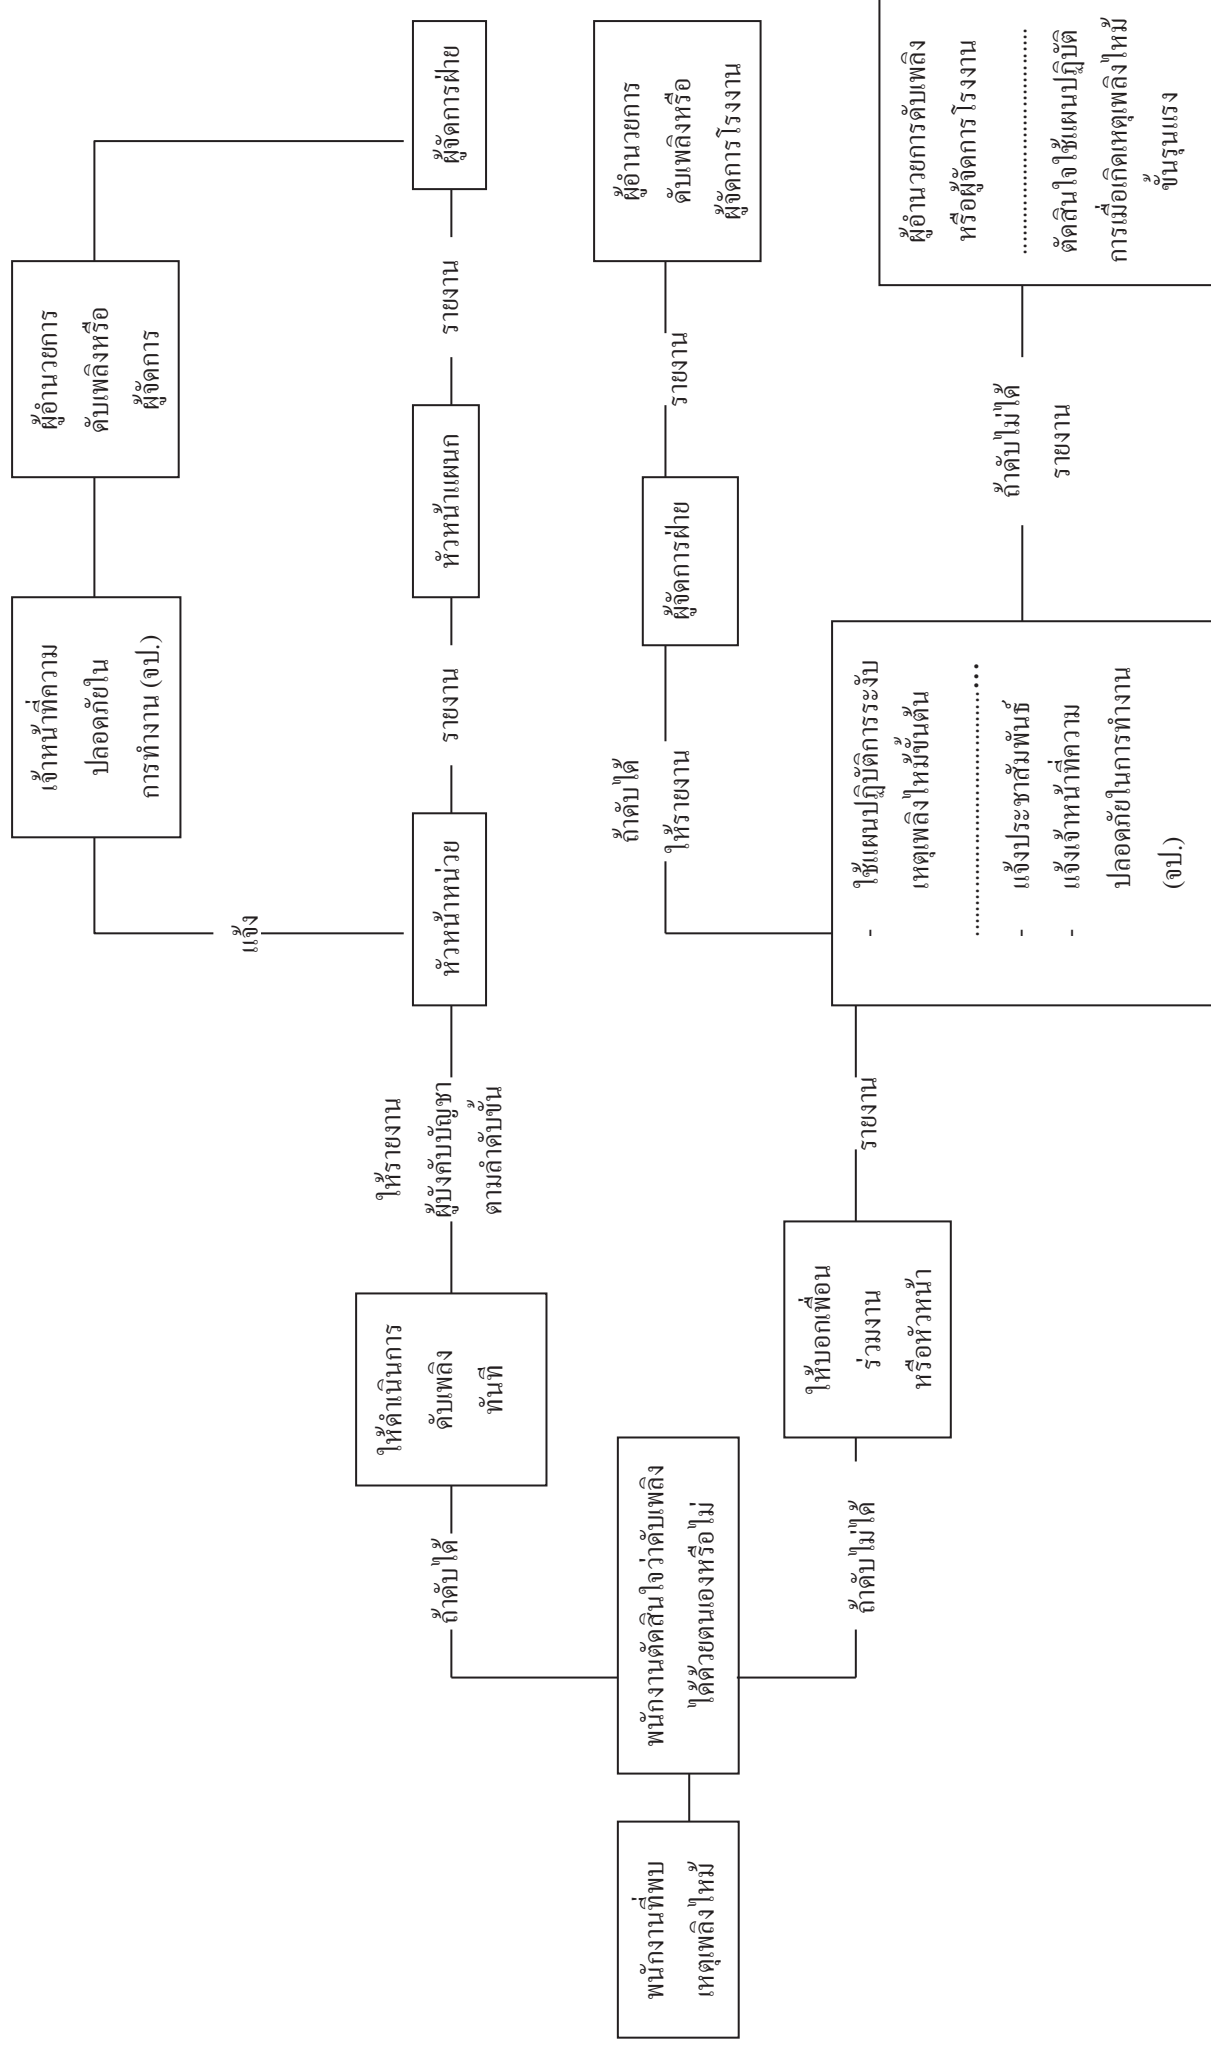 พนักงานที่พบ
เหตุเพลิงไหม้
พนักงานตัดสินใจว่าดับเพลิง
ได้ด้วยตนเองหรือไม่
ถ้าดับได้
ให้ดำเนินการ
ดับเพลิง
ทันที
ให้รายงาน
ผู้บังคับบัญชา
ตามลำดับขั้น
หัวหน้าหน่วย
รายงาน
หัวหน้าแผนก
รายงาน
ผู้จัดการฝ่าย
แจ้ง
เจ้าหน้าที่ความ
ปลอดภัยใน
การทำงาน (จป.)
ผู้อำนวยการ
ดับเพลิงหรือ
ผู้จัดการ
ถ้าดับไม่ได้
ให้บอกเพื่อน
ร่วมงาน
หรือหัวหน้า
รายงาน
- ใช้แผนปฏิบัติการระงับ
เหตุเพลิงไหม้ขั้นต้น
- แจ้งประชาสัมพันธ์
- แจ้งเจ้าหน้าที่ความ
ปลอดภัยในการทำงาน
(จป.)
ถ้าดับได้
ให้รายงาน
ผู้จัดการฝ่าย
รายงาน
ผู้อำนวยการ
ดับเพลิงหรือ
ผู้จัดการโรงงาน
ถ้าดับไม่ได้
รายงาน
ผู้อำนวยการดับเพลิง
หรือผู้จัดการโรงงาน
ตัดสินใจใช้แผนปฏิบัติ
การเมื่อเกิดเหตุเพลิงไหม้
ขั้นรุนแรง